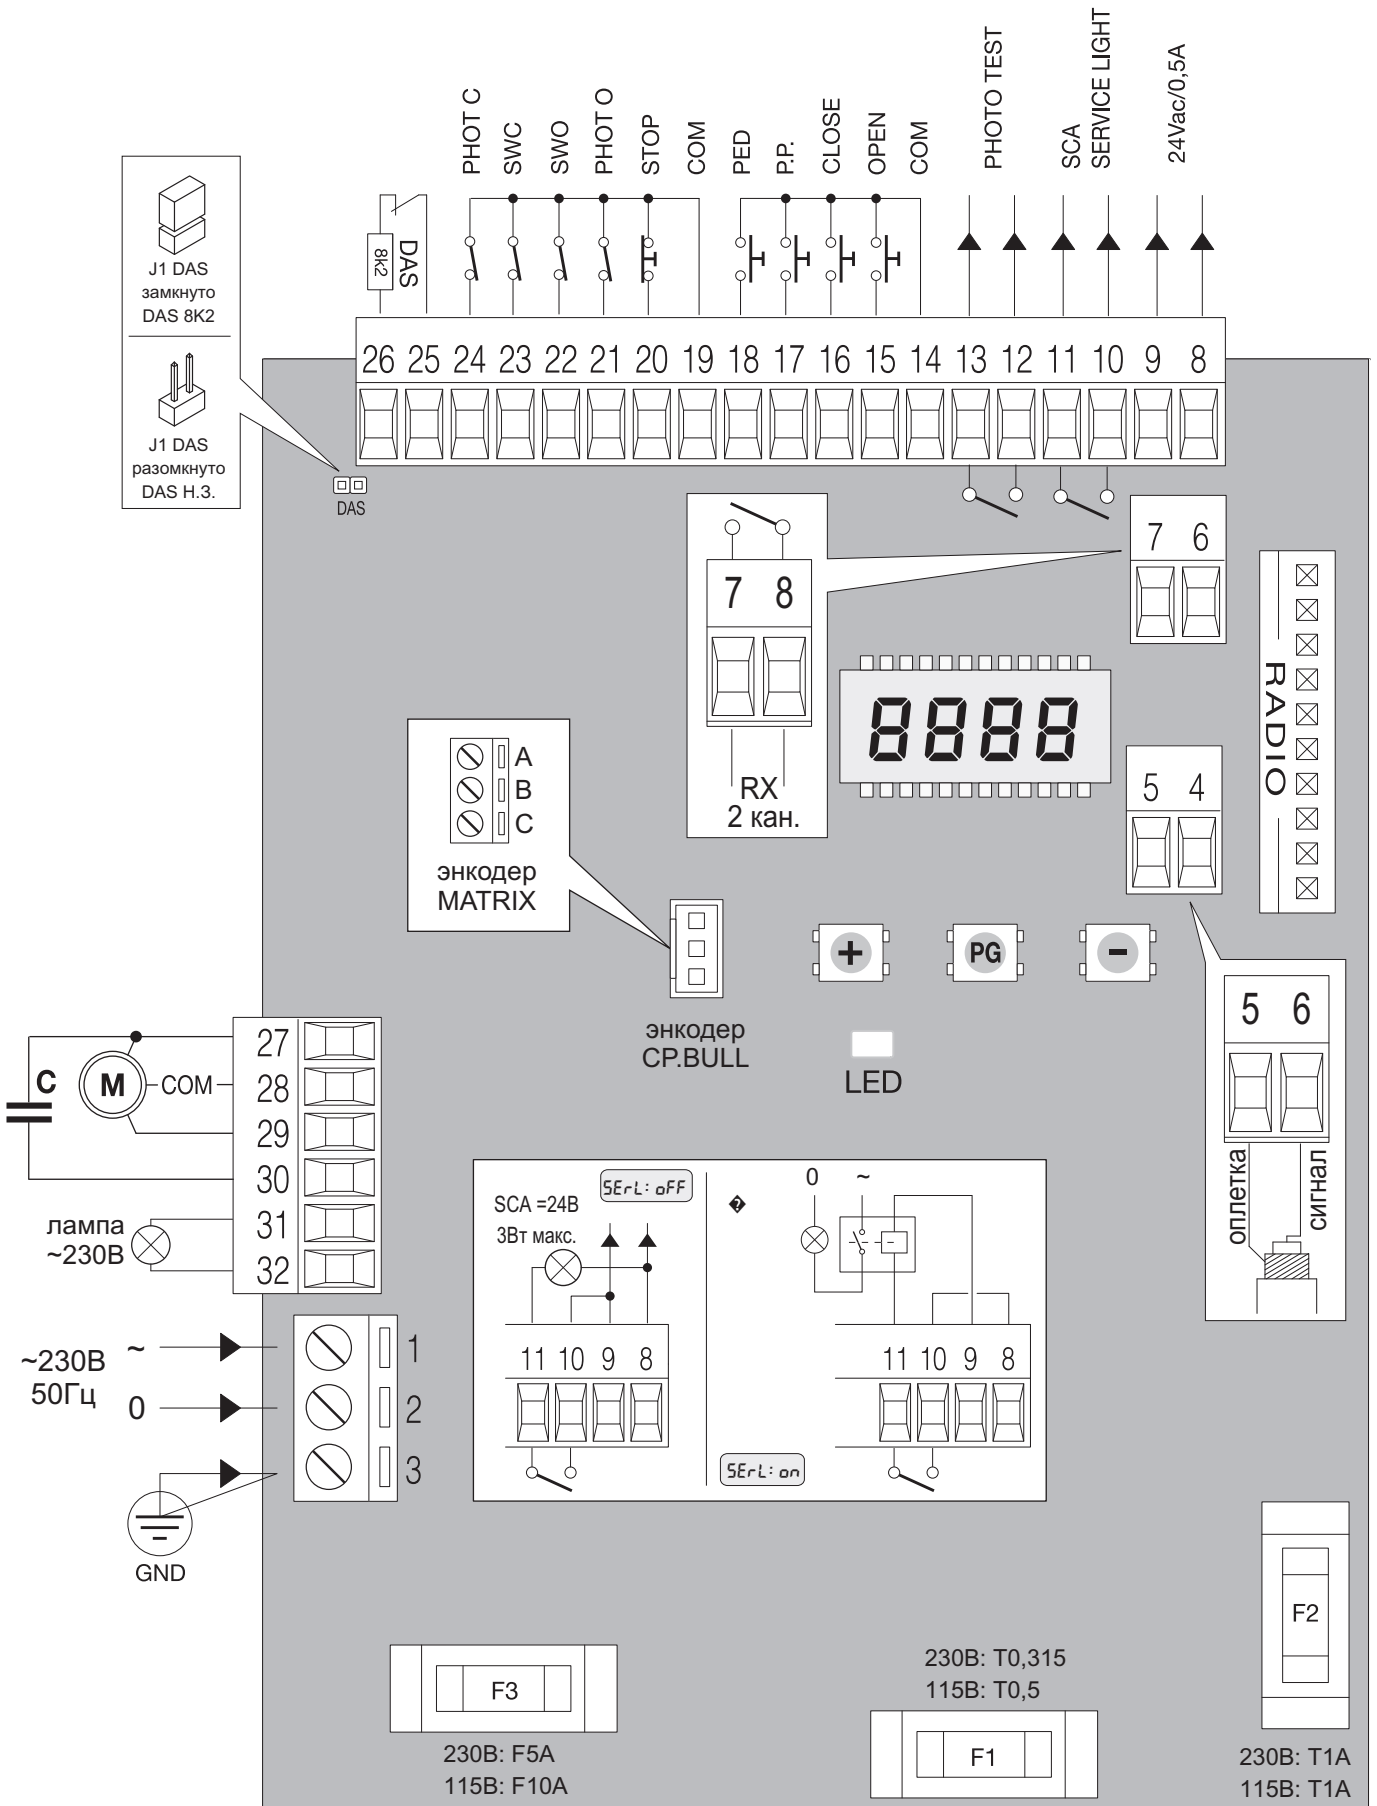 PHOT C
SWC
SWO
PHOT O
STOP
COM
PED
P.P.
CLOSE
OPEN
COM
PHOTO TEST
SCA
SERVICE LIGHT
24Vac/0,5A
J1 DAS
замкнуто
DAS 8K2
J1 DAS
разомкнуто
DAS Н.З.
8k2
DAS
26 25 24 23 22 21 20 19 18 17 16 15 14 13 12 11 10 9 8
DAS
7 6
7 8
RX
2 кан.
RADIO
8888
5 4
A
B
C
энкодер
MATRIX
+
PG
-
энкодер
CP.BULL
LED
5 6
оплетка
сигнал
27
28
29
30
31
32
C
M
COM
лампа
~230В
~230В
50Гц
~
0
1
2
3
GND
SCA =24В
3Вт макс.
SErL: oFF
11 10 9 8
�
0 ~
11 10 9 8
SErL: on
F3
230В: F5A
115В: F10A
230В: T0,315
115В: T0,5
F1
F2
230В: T1A
115В: T1A